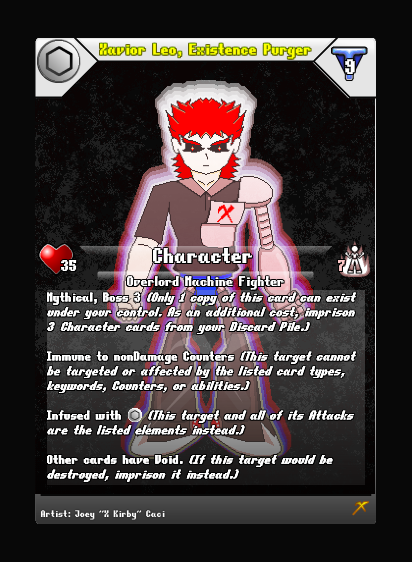 Xavior Leo, Existence Purger
9
35
Character
7
Overlord Machine Fighter
Mythical, Boss 3 (Only 1 copy of this card can exist
under your control. As an additional cost, imprison
3 Character cards from your Discard Pile.)
Immune to nonDamage Counters (This target cannot
be targeted or affected by the listed card types,
keywords, Counters, or abilities.)
Infused with (This target and all of its Attacks
are the listed elements instead.)
Other cards have Void. (If this target would be
destroyed, imprison it instead.)
Artist: Joey "X Kirby" Caci